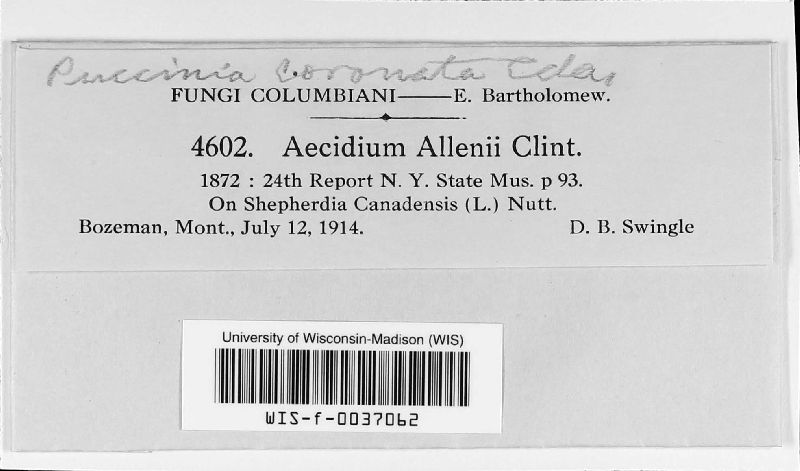 Puccinia coronata Cda,
FUNGI COLUMBIANI——E. Bartholomew.
4602. Aecidium Allenii Clint.
1872 : 24th Report N. Y. State Mus. p 93.
On Shepherdia Canadensis (L.) Nutt.
Bozeman, Mont., July 12, 1914. D. B. Swingle
University of Wisconsin-Madison (WIS)
WIS-f-0037062